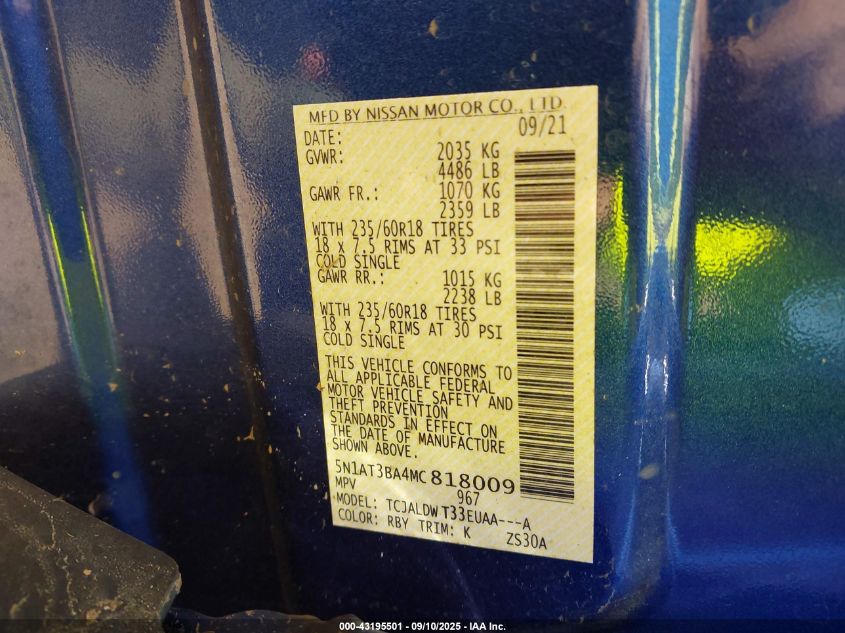 MFD BY NISSAN MOTOR CO., LTD.
DATE: 09/21
GVWR: 2035 KG
4486 LB
GAWR FR.: 1070 KG
2359 LB
WITH 235/60R18 TIRES
18 x 7.5 RIMS AT 33 PSI
COLD SINGLE
GAWR RR.: 1015 KG
2238 LB
WITH 235/60R18 TIRES
18 x 7.5 RIMS AT 30 PSI
COLD SINGLE
THIS VEHICLE CONFORMS TO
ALL APPLICABLE FEDERAL
MOTOR VEHICLE SAFETY AND
THEFT PREVENTION
STANDARDS IN EFFECT ON
THE DATE OF MANUFACTURE
SHOWN ABOVE.
5N1AT3BA4MC818009
MPV 967
MODEL: TCJALDWT33EUAA---A
COLOR: RBY TRIM: K ZS30A
000-43195501 - 09/10/2025 - IAA Inc.